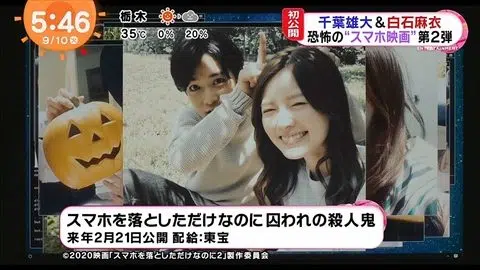 5:46
9/10火
栃木
35℃ 0% 20%
初公開
千葉雄大&白石麻衣
恐怖の"スマホ映画"第2弾
ENTERTAINMENT
スマホを落としただけなのに囚われの殺人鬼
来年2月21日公開 配給:東宝
©2020映画「スマホを落としただけなのに2」製作委員会